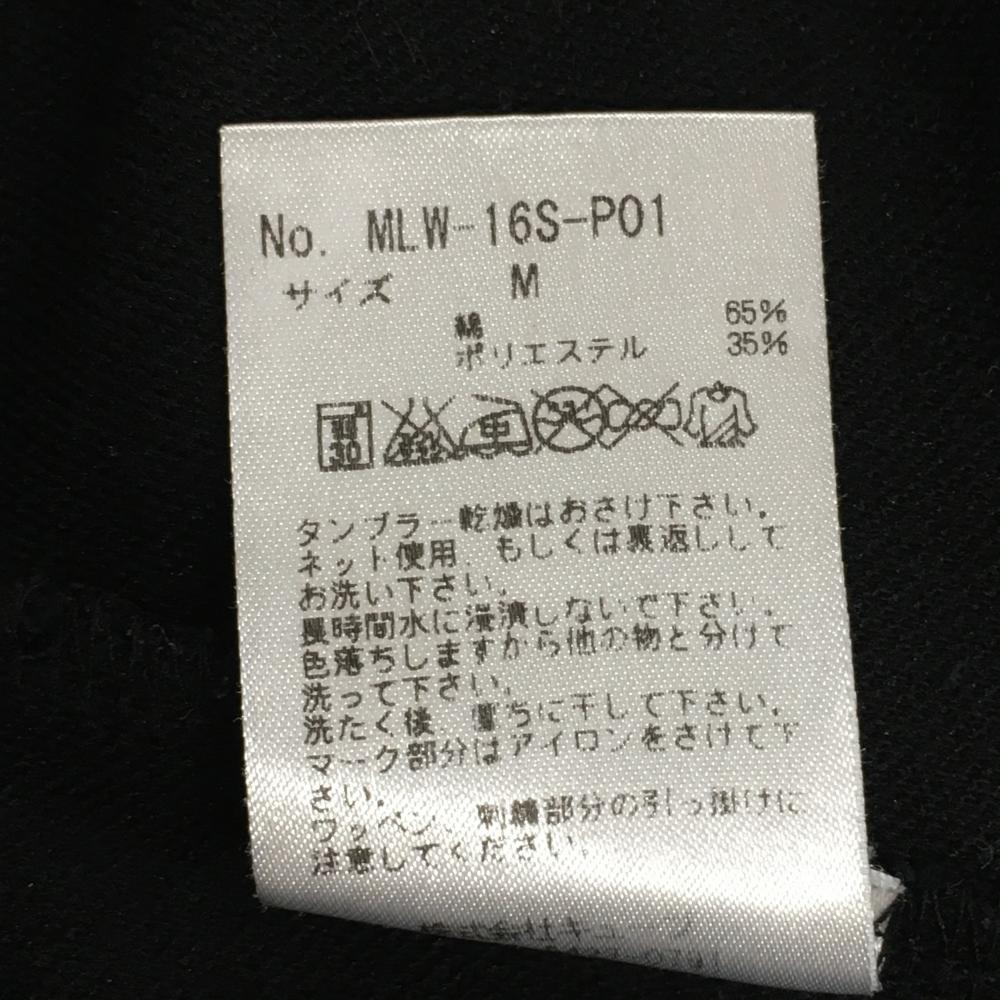 No. MLW-16S-P01
サイズ M
綿 65%
ポリエステル 35%
30
タンブラー乾燥はおさけ下さい。
ネット使用、もしくは裏返しして
お洗い下さい。
長時間水に浸漬しないで下さい。
色落ちしますから他の物と分けて
洗って下さい。
洗たく後、直ちに干して下さい。
マーク部分はアイロンをさけて下
さい。
ワッペン、刺繍部分の引っ掛けに
注意してください。
株式会社